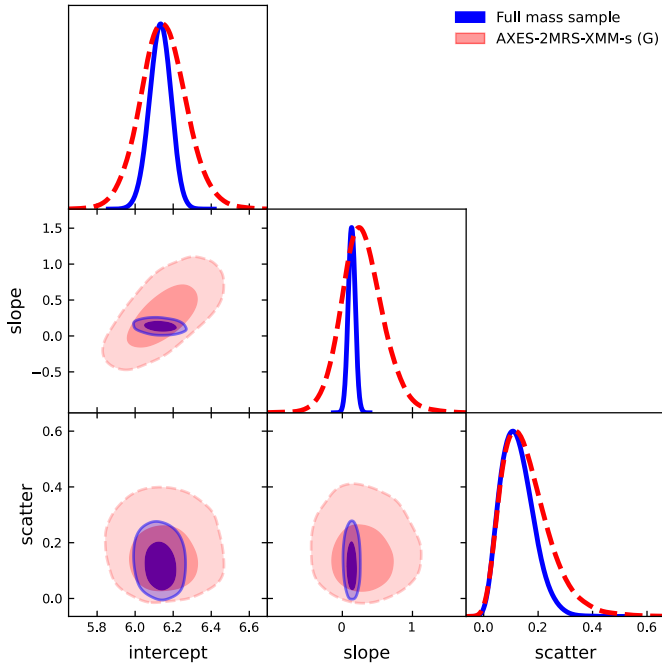 Full mass sample
AXES-2MRS-XMM-s (G)
1.5
1.0
0.5
0.0
−0.5
slope
0.6
0.4
0.2
0.0
scatter
5.8 6.0 6.2 6.4 6.6
0 1
0.0 0.2 0.4 0.6
intercept slope scatter